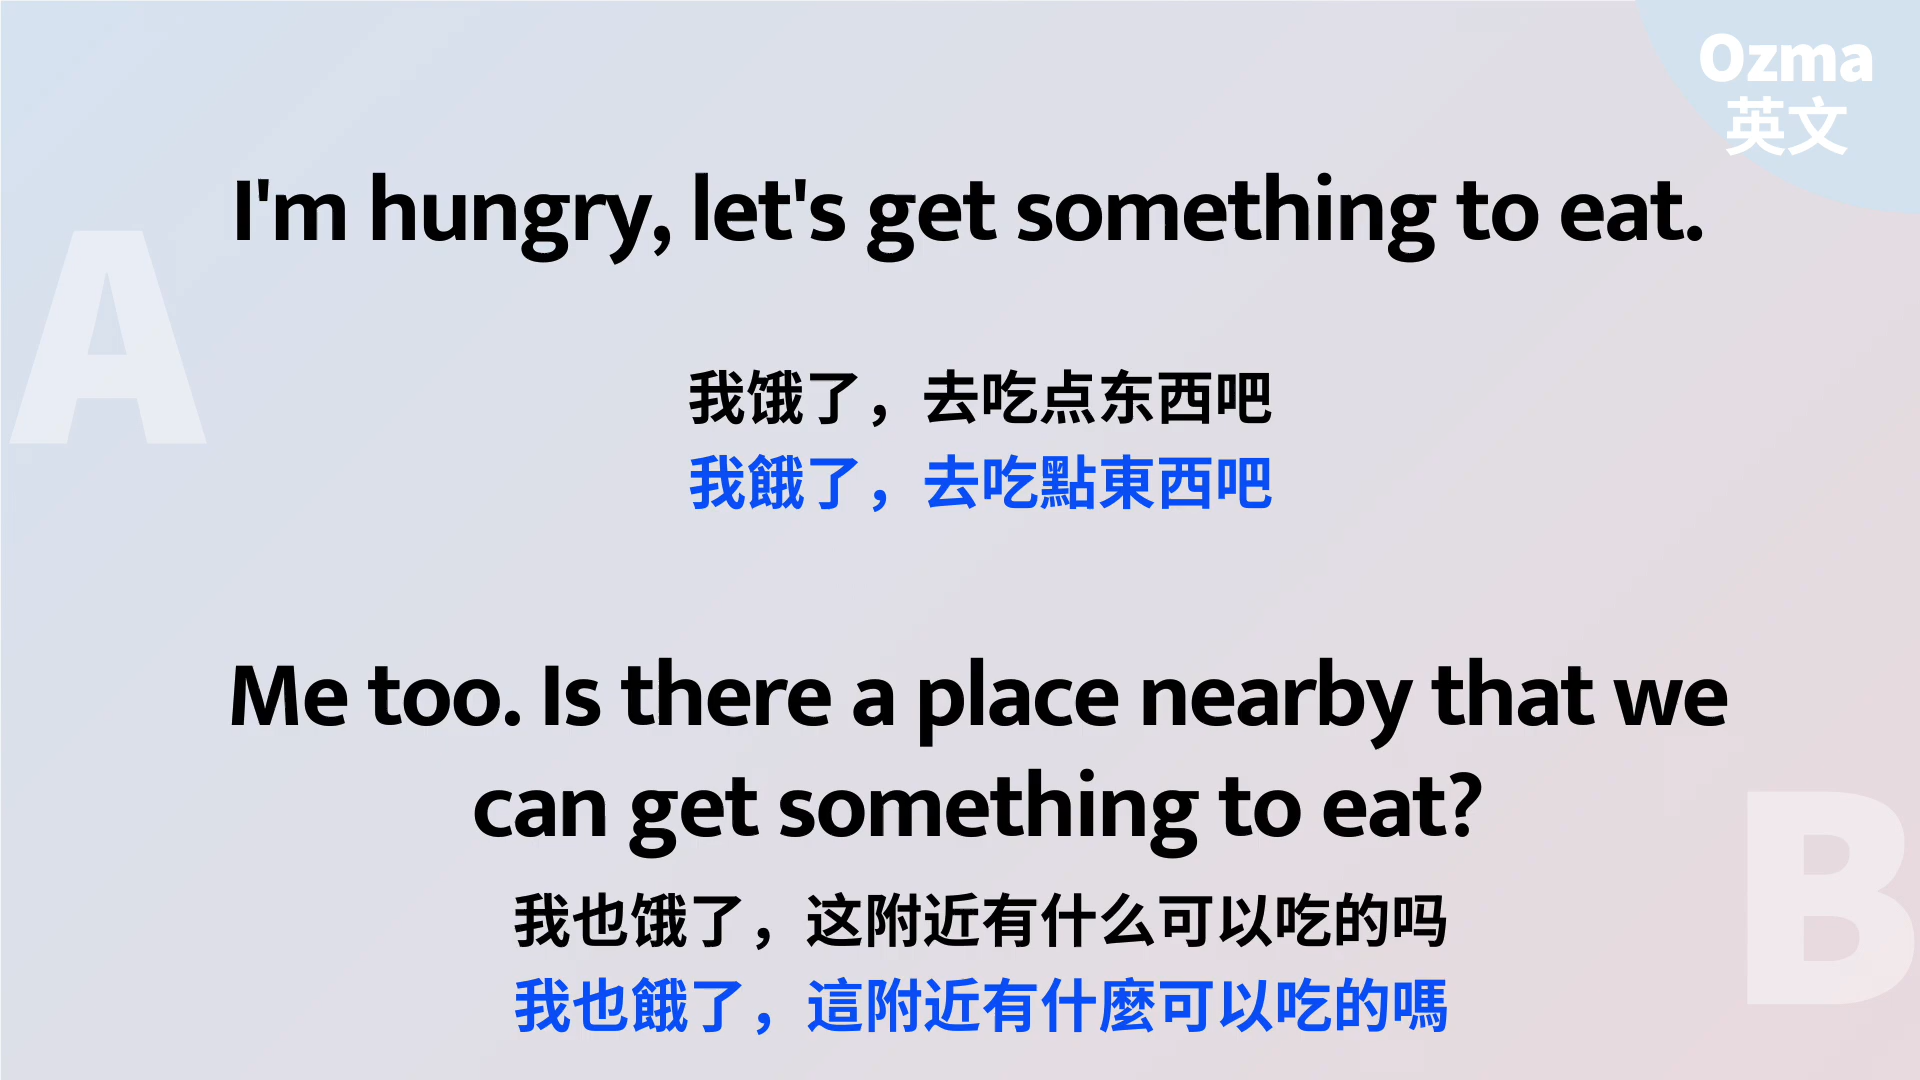 Ozma
英文
A
I'm hungry, let's get something to eat.
我饿了，去吃点东西吧
我餓了，去吃點東西吧
Me too. Is there a place nearby that we
can get something to eat?
B
我也饿了，这附近有什么可以吃的吗
我也餓了，這附近有什麼可以吃的嗎